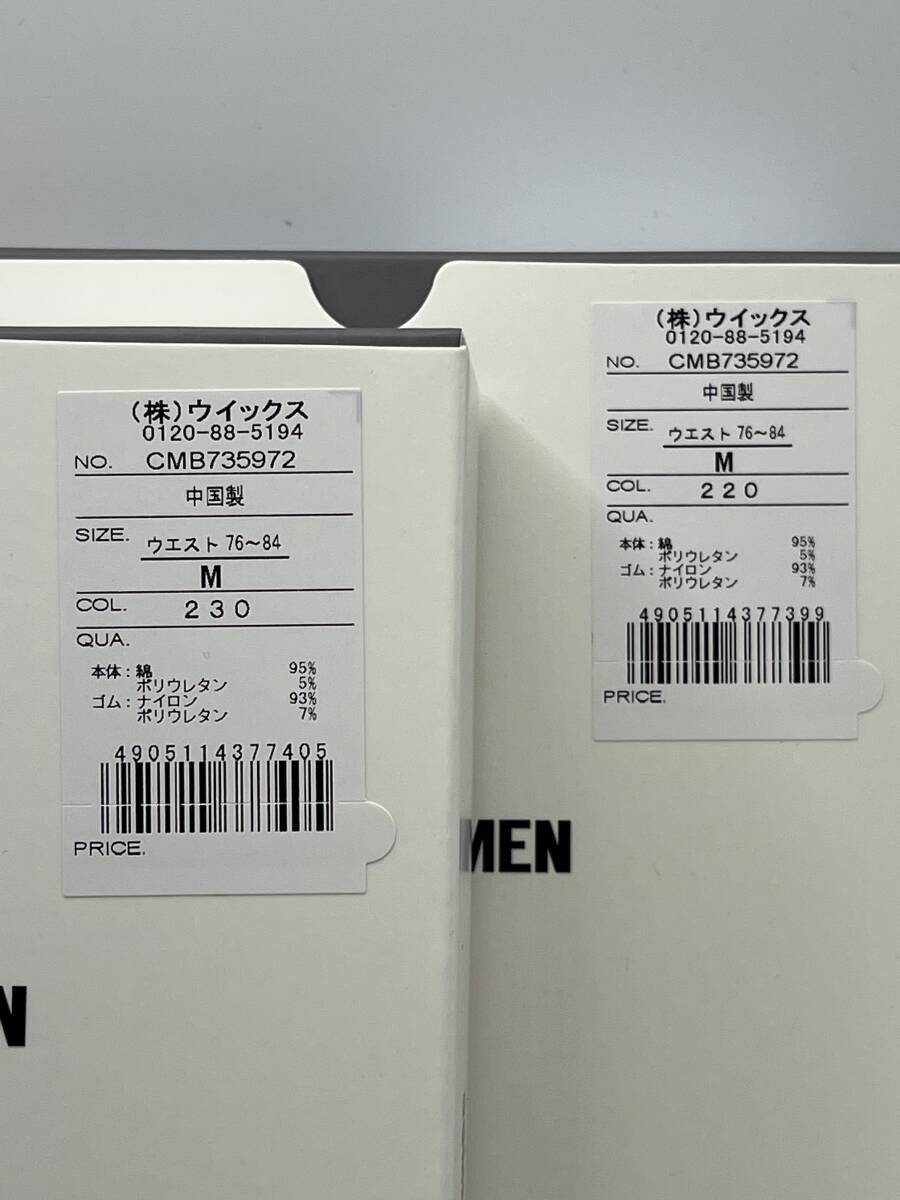 (株)ウイックス
0120-88-5194
NO. CMB735972
中国製
SIZE. ウエスト 76～84
M
COL. 230
QUA.
本体：綿 95%
ポリウレタン 5%
ゴム：ナイロン 93%
ポリウレタン 7%
4905114377405
PRICE.
N
(株)ウイックス
0120-88-5194
NO. CMB735972
中国製
SIZE. ウエスト 76～84
M
COL. 220
QUA.
本体：綿 95%
ポリウレタン 5%
ゴム：ナイロン 93%
ポリウレタン 7%
4905114377399
PRICE.
MEN